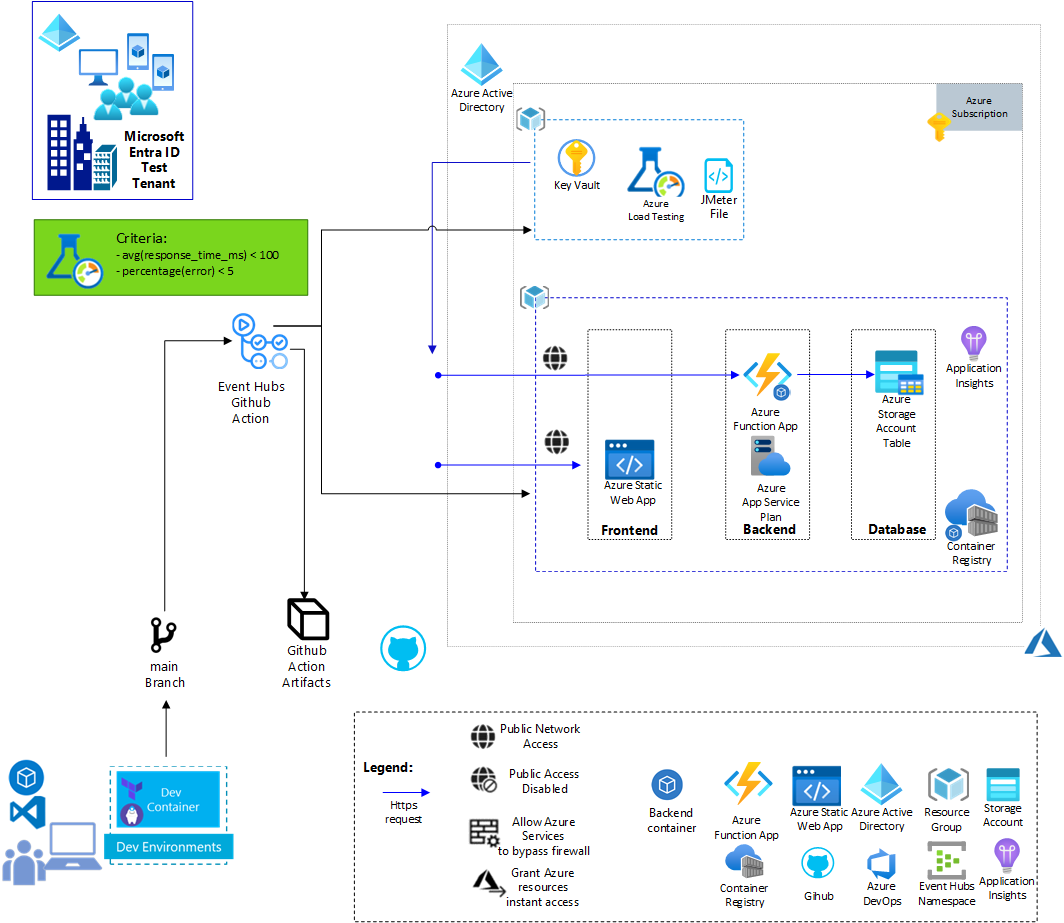 Microsoft
Entra ID
Test
Tenant
Criteria:
- avg(response_time_ms) < 100
- percentage(error) < 5
Azure Active
Directory
Azure
Subscription
Key Vault
Azure
Load Testing
JMeter
File
Event Hubs
Github
Action
Application
Insights
Azure
Function App
Azure
Storage
Account
Table
Azure Static
Web App
Azure
App Service
Plan
Frontend
Backend
Database
Container
Registry
main
Branch
Github
Action
Artifacts
Dev
Container
Dev Environments
Legend:
Https
request
Public Network
Access
Public Access
Disabled
Allow Azure
Services
to bypass firewall
Grant Azure
resources
instant access
Backend
container
Azure
Function App
Azure Static
Web App
Azure Active
Directory
Resource
Group
Storage
Account
Container
Registry
Gihub
Azure
DevOps
Event Hubs
Namespace
Application
Insights